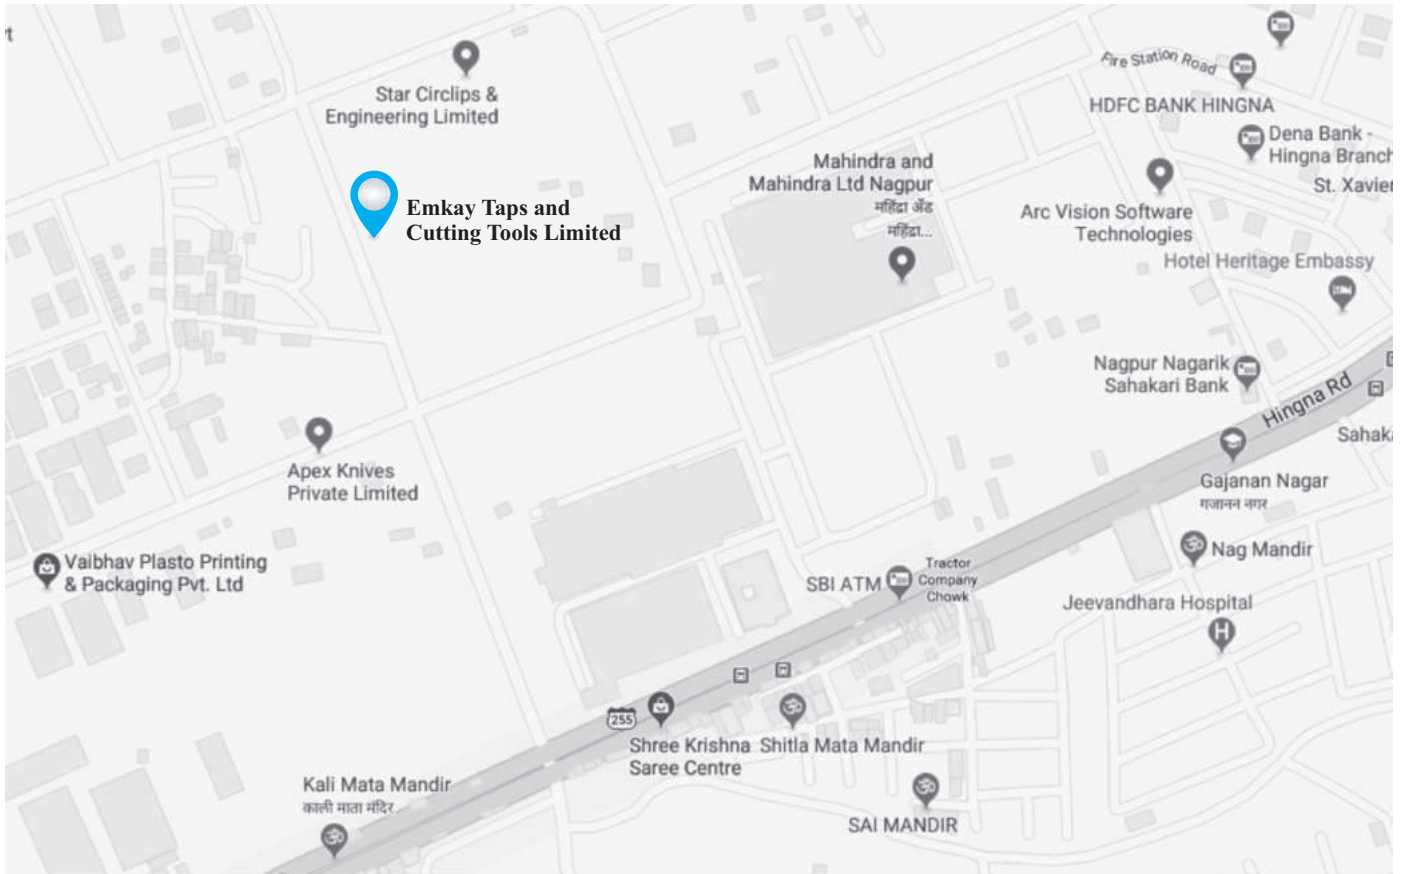 Star Circlips &
Engineering Limited
Fire Station Road
HDFC BANK HINGNA
Dena Bank -
Hingna Branch
St. Xavier
Mahindra and
Mahindra Ltd Nagpur
महिंद्रा अँड
महिंद्रा...
Emkay Taps and
Cutting Tools Limited
Arc Vision Software
Technologies
Hotel Heritage Embassy
Nagpur Nagarik
Sahakari Bank
Hingna Rd
Sahaka
Apex Knives
Private Limited
Gajanan Nagar
गजानन नगर
Vaibhav Plasto Printing
& Packaging Pvt. Ltd
Nag Mandir
SBI ATM
Tractor
Company
Chowk
Jeevandhara Hospital
255
Shree Krishna
Saree Centre
Shitla Mata Mandir
Kali Mata Mandir
काली माता मंदिर
SAI MANDIR